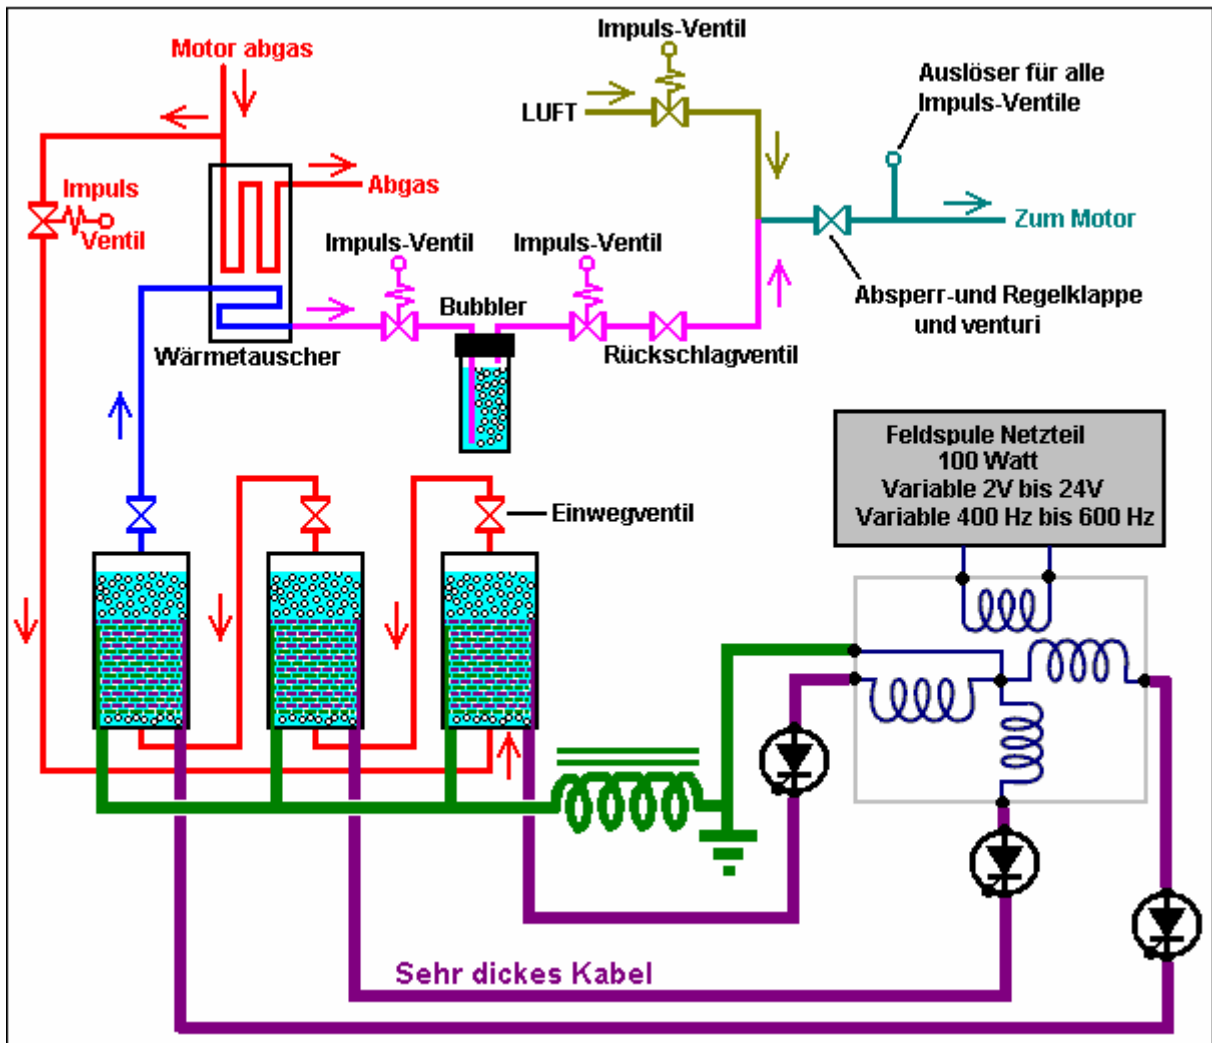 Impuls-Ventil
Motor abgas
Auslöser für alle
Impuls-Ventile
LUFT
Impuls
Ventil
Abgas
Zum Motor
Impuls-Ventil
Impuls-Ventil
Bubbler
Absperr-und Regelklappe
und venturi
Wärmetauscher
Rückschlagventil
Feldspule Netzteil
100 Watt
Variable 2V bis 24V
Variable 400 Hz bis 600 Hz
Einwegventil
Sehr dickes Kabel